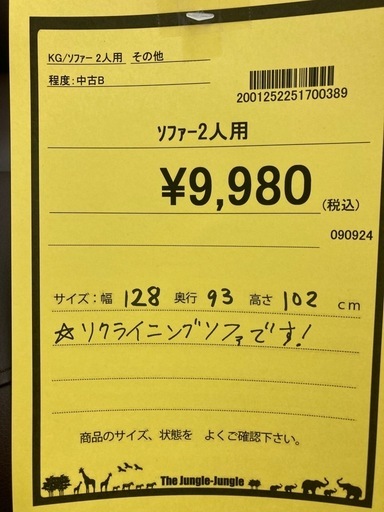 KG/ソファー 2人用 その他
程度:中古B
2001252251700389
ソファー2人用
¥9,980(税込)
090924
サイズ:幅 128 奥行 93 高さ 102 cm
☆リクライニングソファです!
商品のサイズ、状態を よくご確認下さい。
The Jungle-Jungle